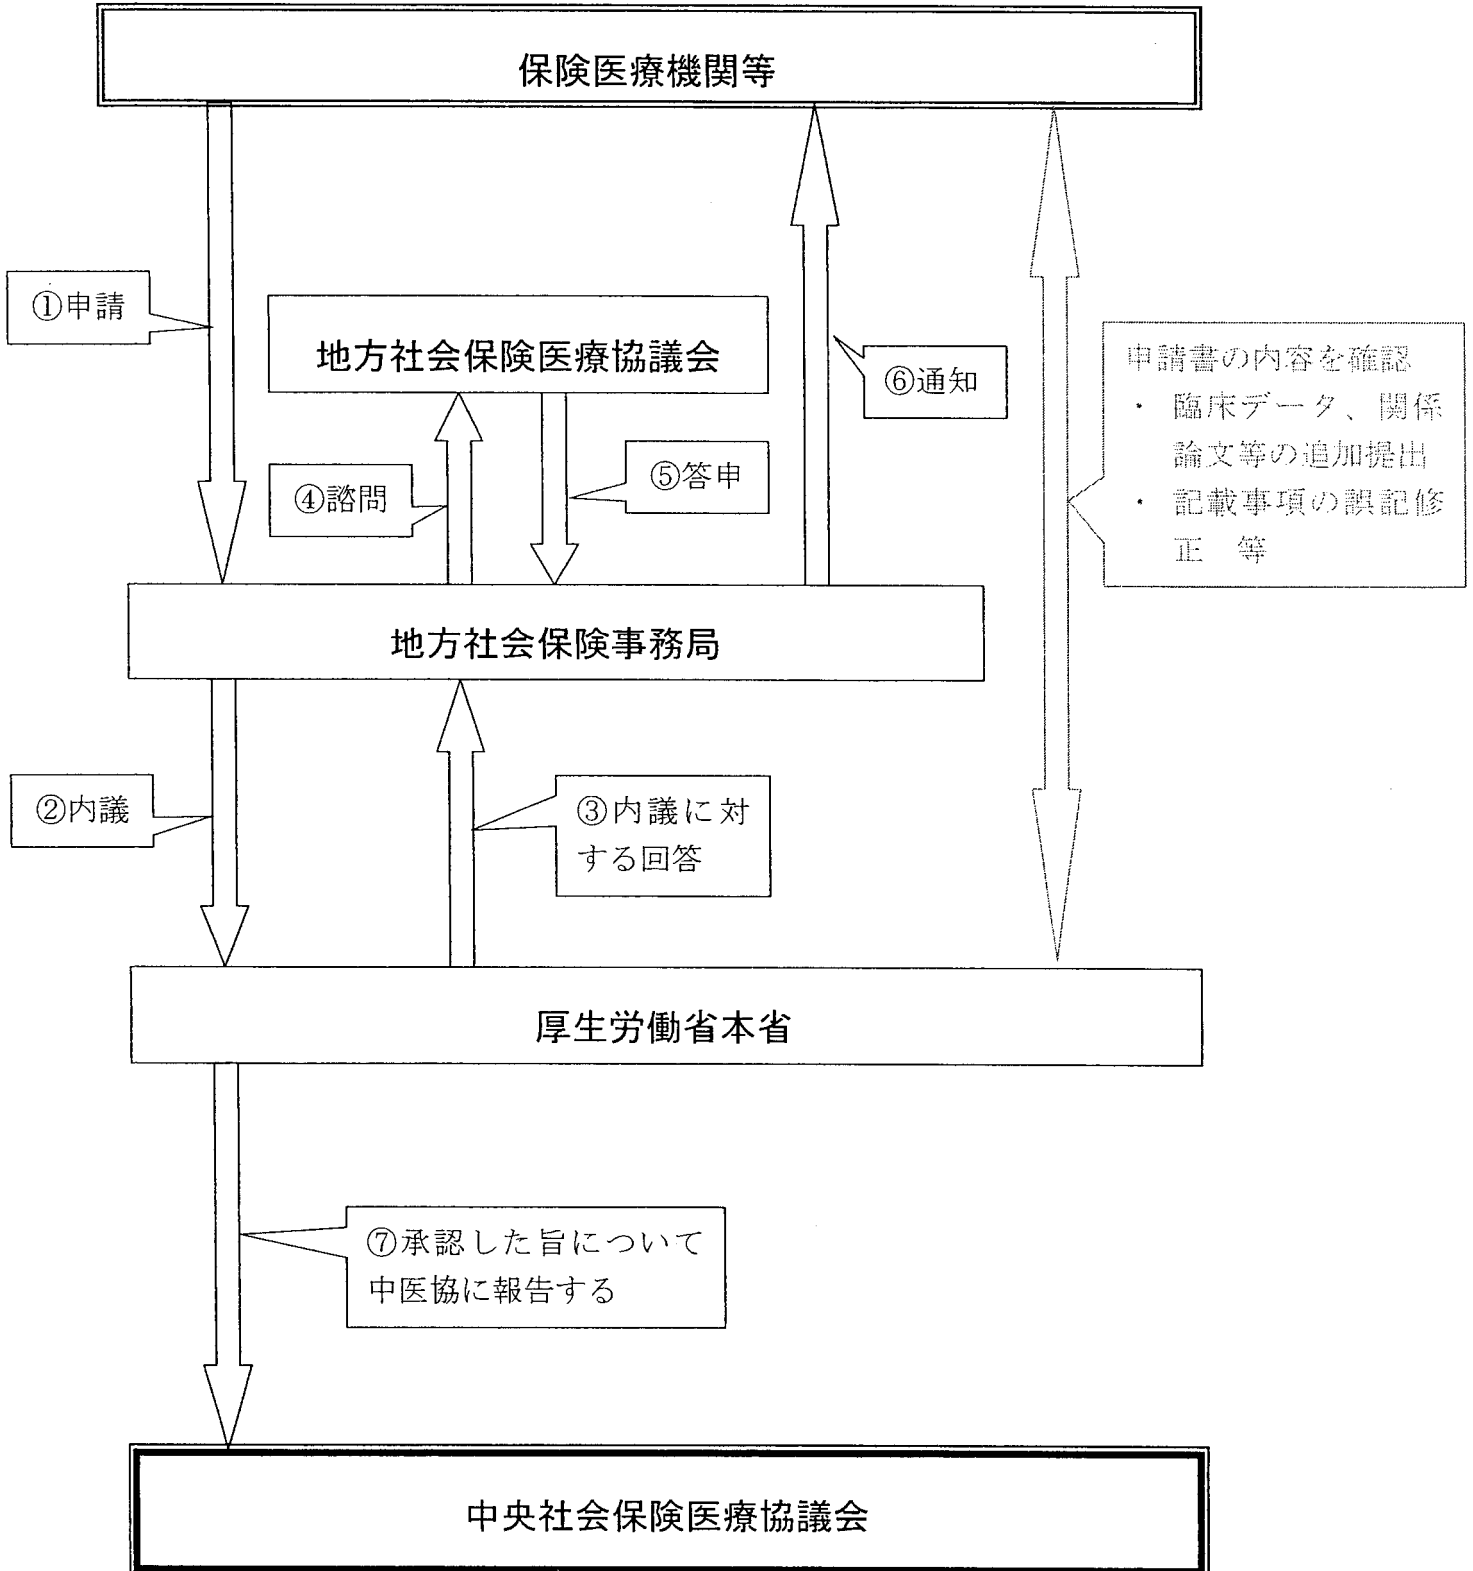 保険医療機関等
①申請
地方社会保険医療協議会
⑥通知
申請書の内容を確認
・ 臨床データ、関係
論文等の追加提出
・ 記載事項の誤記修
正 等
④諮問
⑤答申
地方社会保険事務局
②内議
③内議に対
する回答
厚生労働省本省
⑦承認した旨について
中医協に報告する
中央社会保険医療協議会